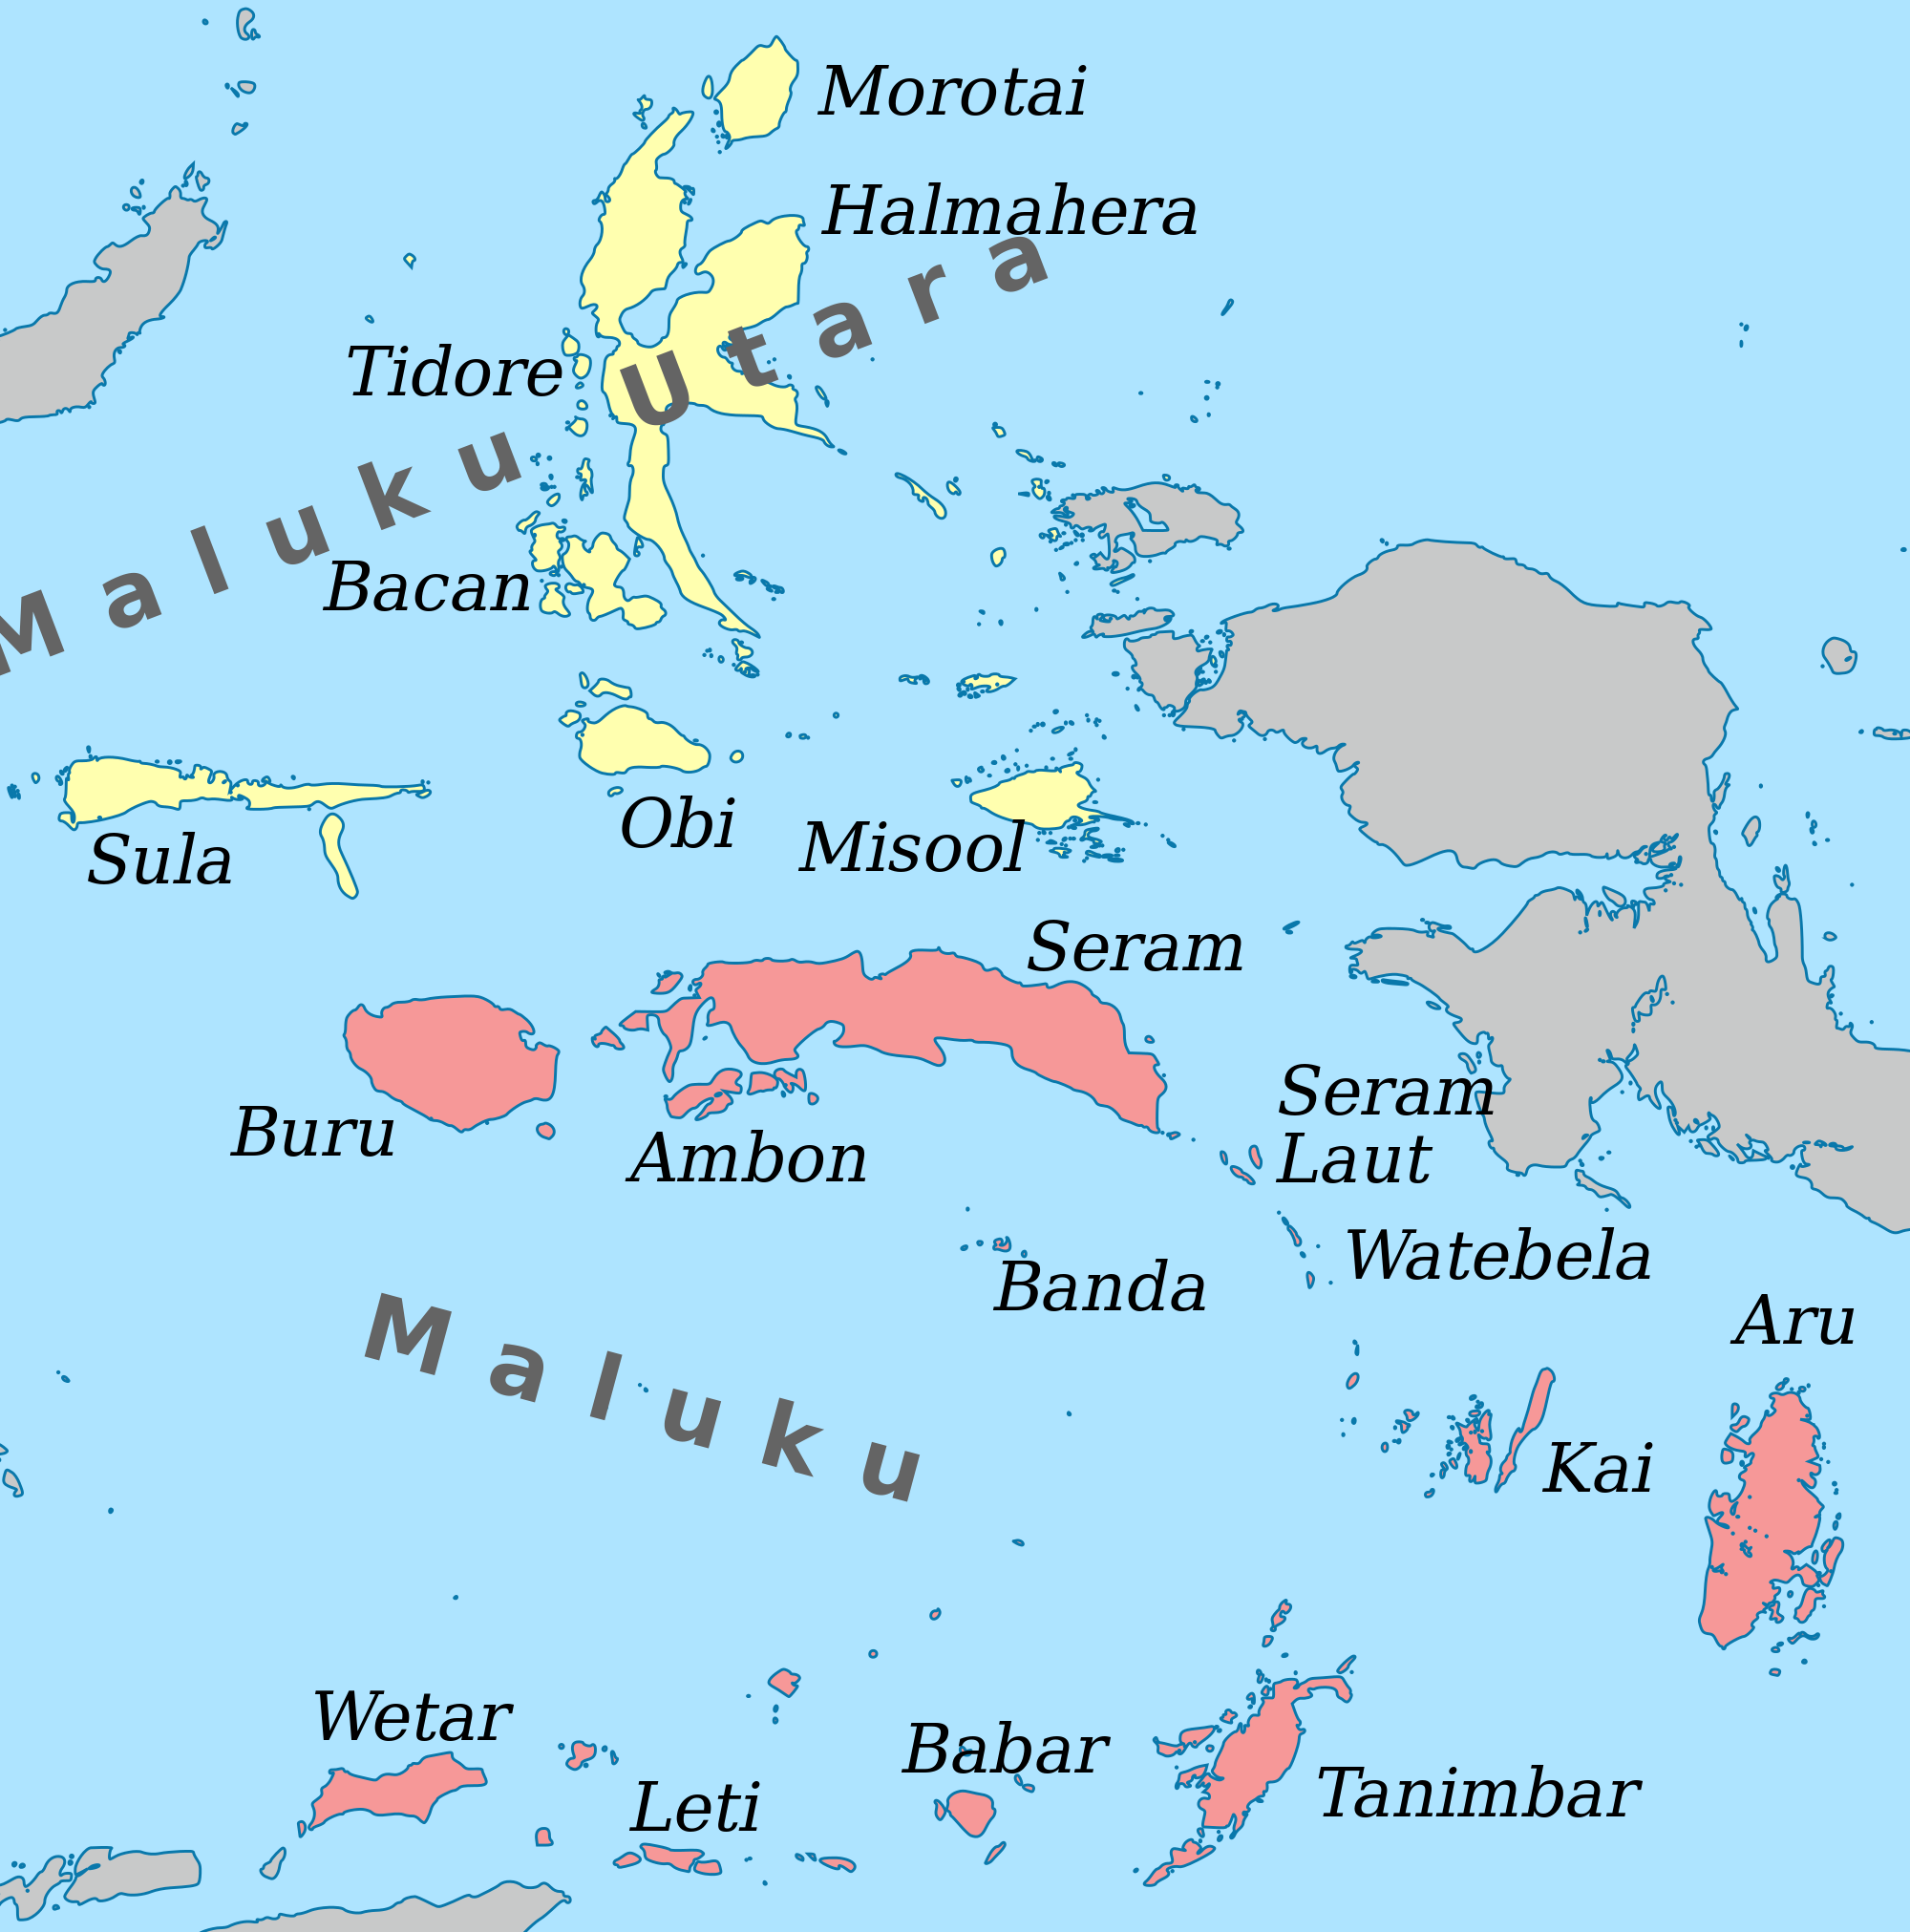 Morotai
Halmahera
Maluku Utara
Tidore
Bacan
Obi
Misool
Sula
Seram
Buru
Ambon
Seram
Laut
Watebela
Banda
Aru
Maluku
Kai
Wetar
Babar
Leti
Tanimbar